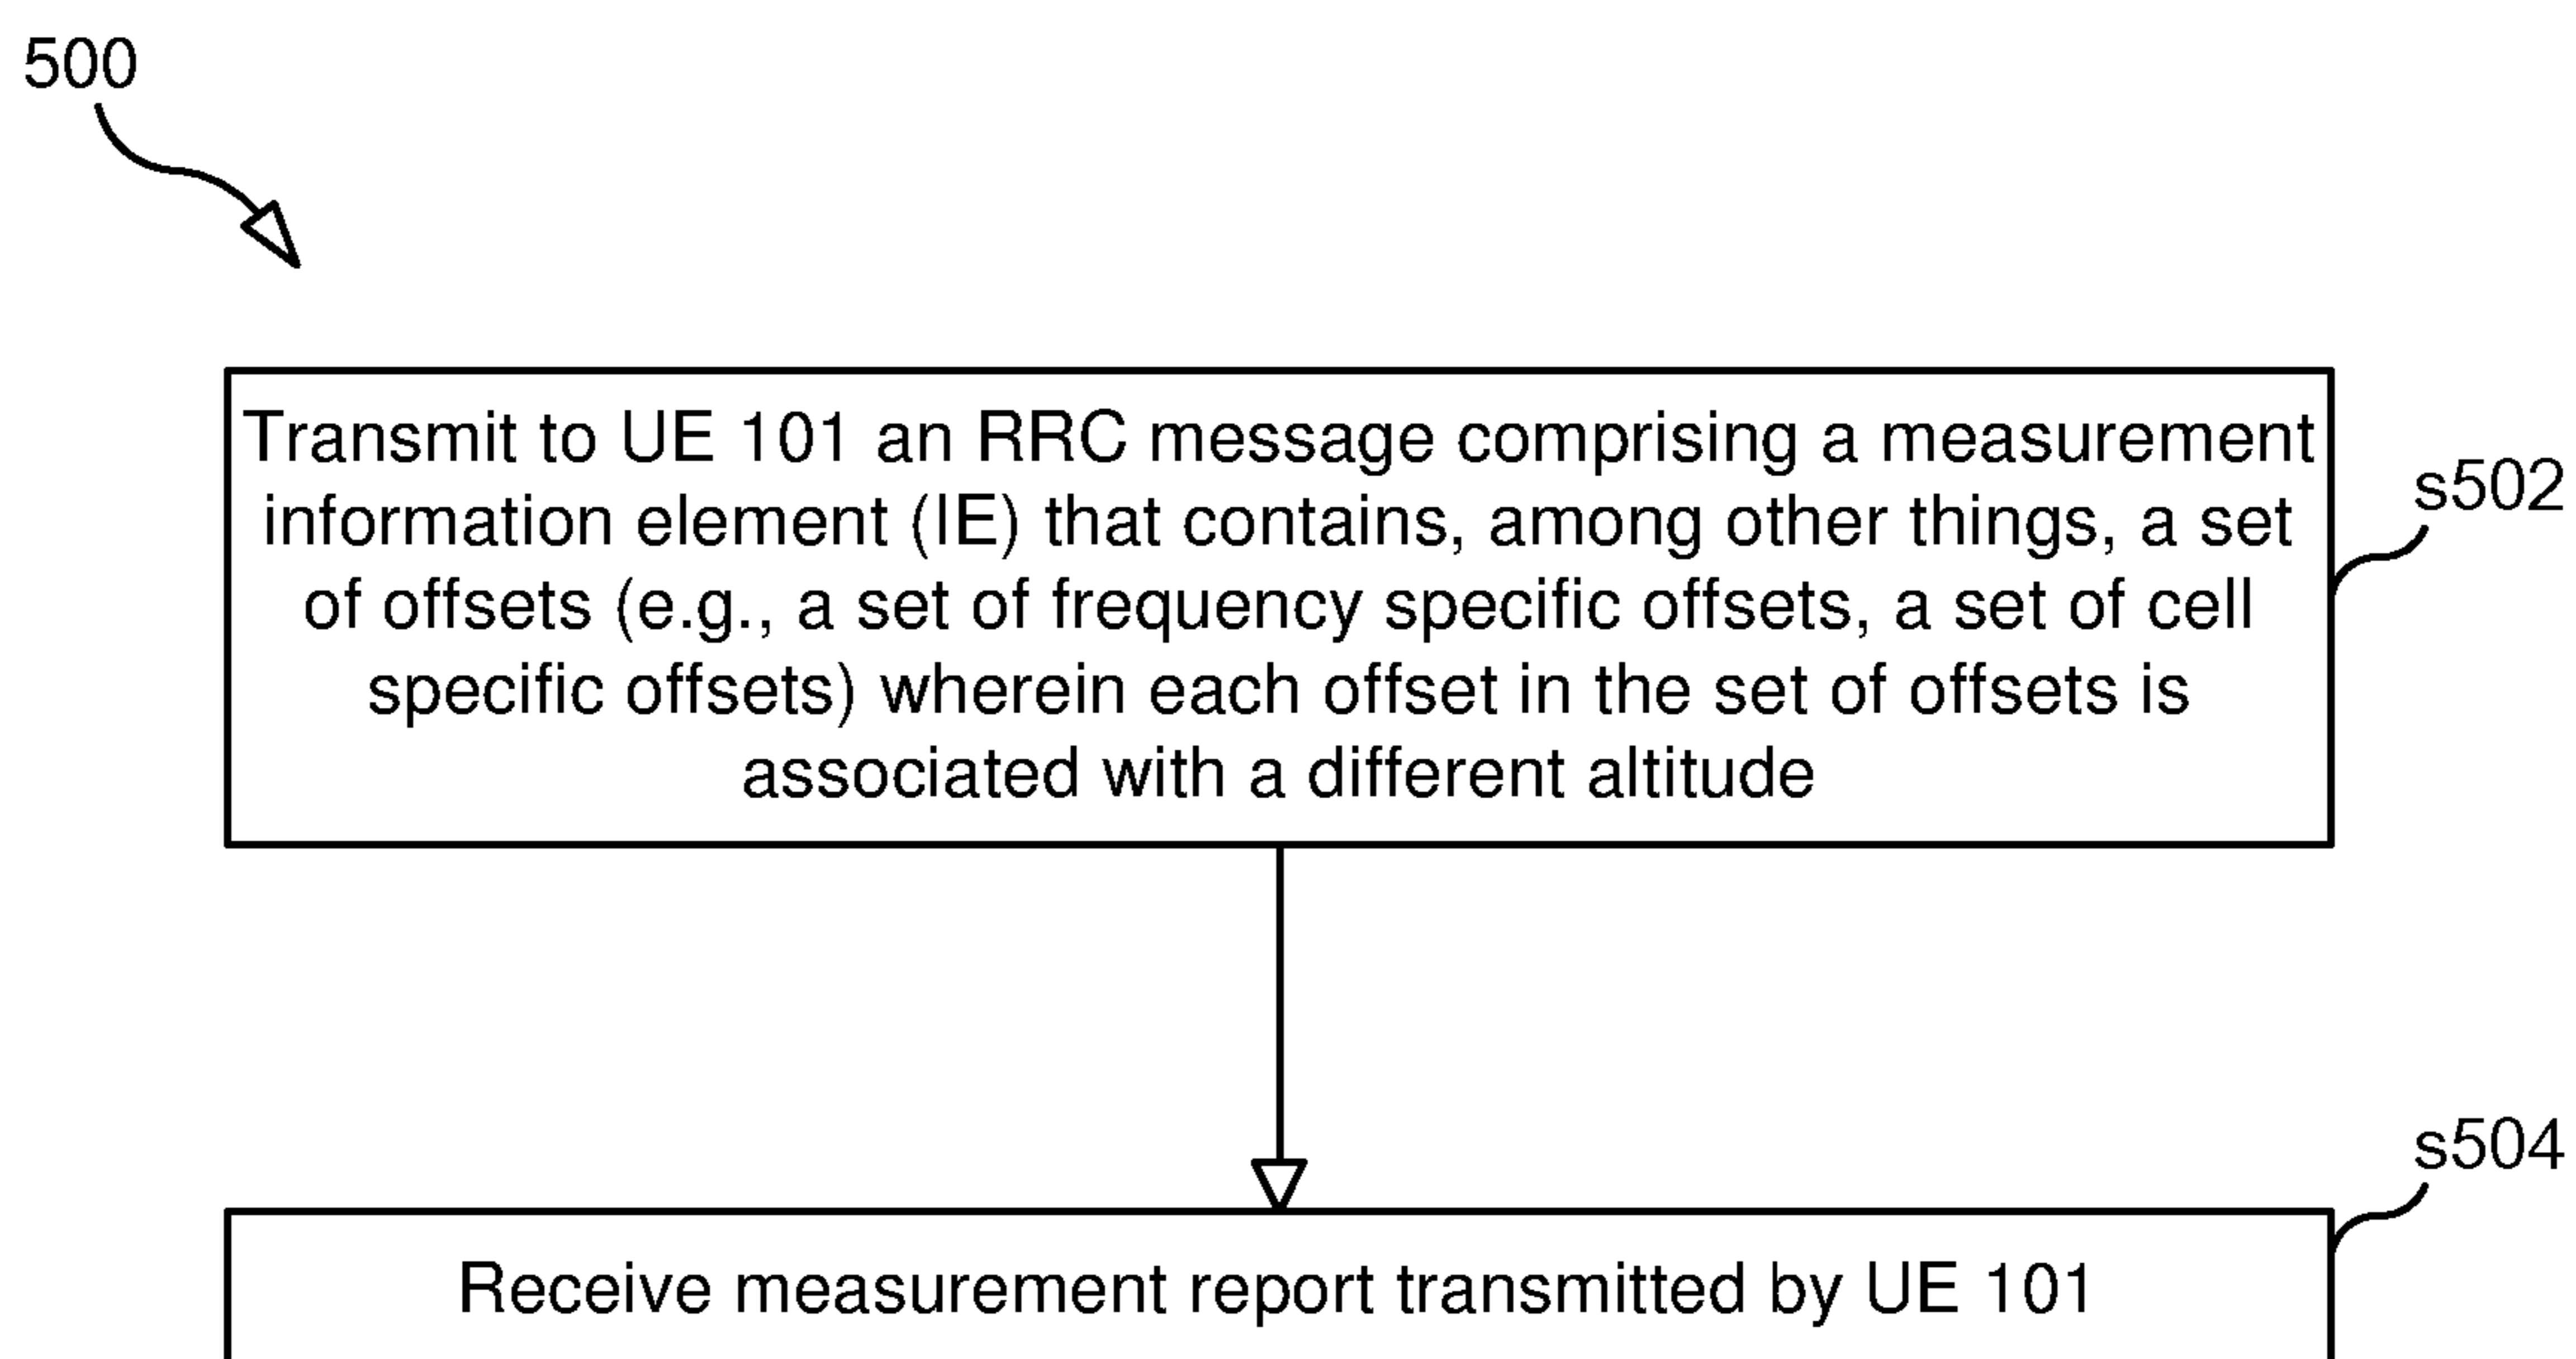 500
Transmit to UE 101 an RRC message comprising a measurement
information element (IE) that contains, among other things, a set
of offsets (e.g., a set of frequency specific offsets, a set of cell
specific offsets) wherein each offset in the set of offsets is
associated with a different altitude
s502
s504
Receive measurement report transmitted by UE 101